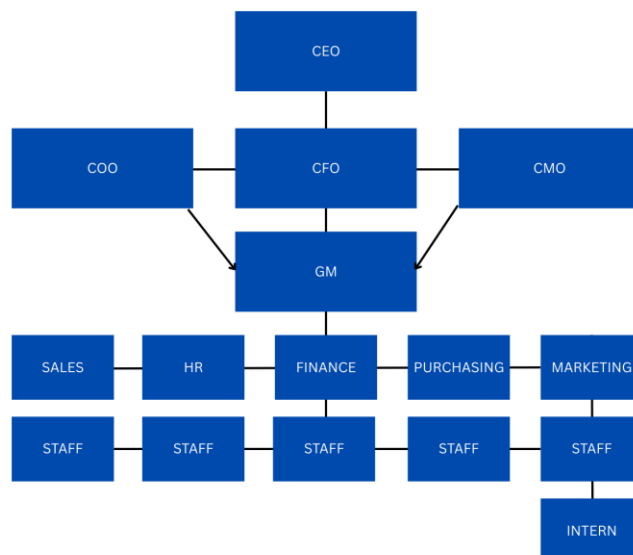 CEO
COO
CFO
CMO
GM
SALES
HR
FINANCE
PURCHASING
MARKETING
STAFF
STAFF
STAFF
STAFF
STAFF
INTERN